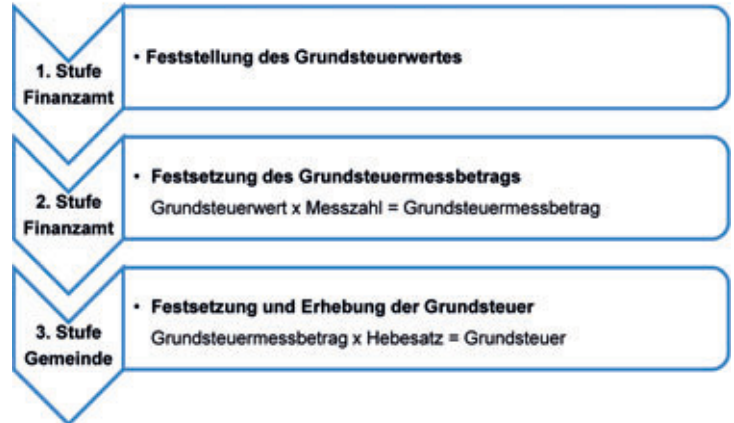 1. Stufe
Finanzamt
• Feststellung des Grundsteuerwertes
2. Stufe
Finanzamt
• Festsetzung des Grundsteuermessbetrags
Grundsteuerwert x Messzahl = Grundsteuermessbetrag
3. Stufe
Gemeinde
• Festsetzung und Erhebung der Grundsteuer
Grundsteuermessbetrag x Hebesatz = Grundsteuer